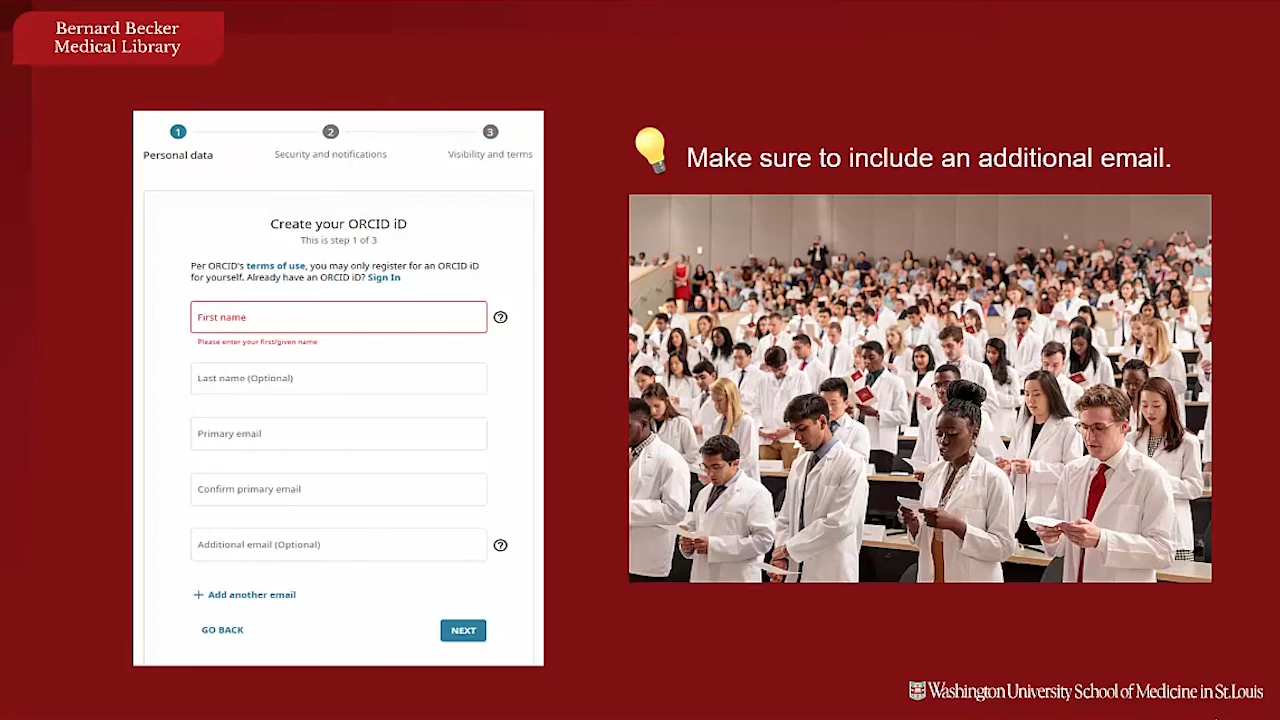 Bernard Becker
Medical Library
1
2
3
Personal data
Security and notifications
Visibility and terms
Create your ORCID iD
This is step 1 of 3
Per ORCID's terms of use, you may only register for an ORCID iD
for yourself. Already have an ORCID iD? Sign In
First name
?
Please enter your first/given name
Last name (Optional)
Primary email
Confirm primary email
Additional email (Optional)
?
+ Add another email
GO BACK
NEXT
Make sure to include an additional email.
Washington University School of Medicine in St. Louis